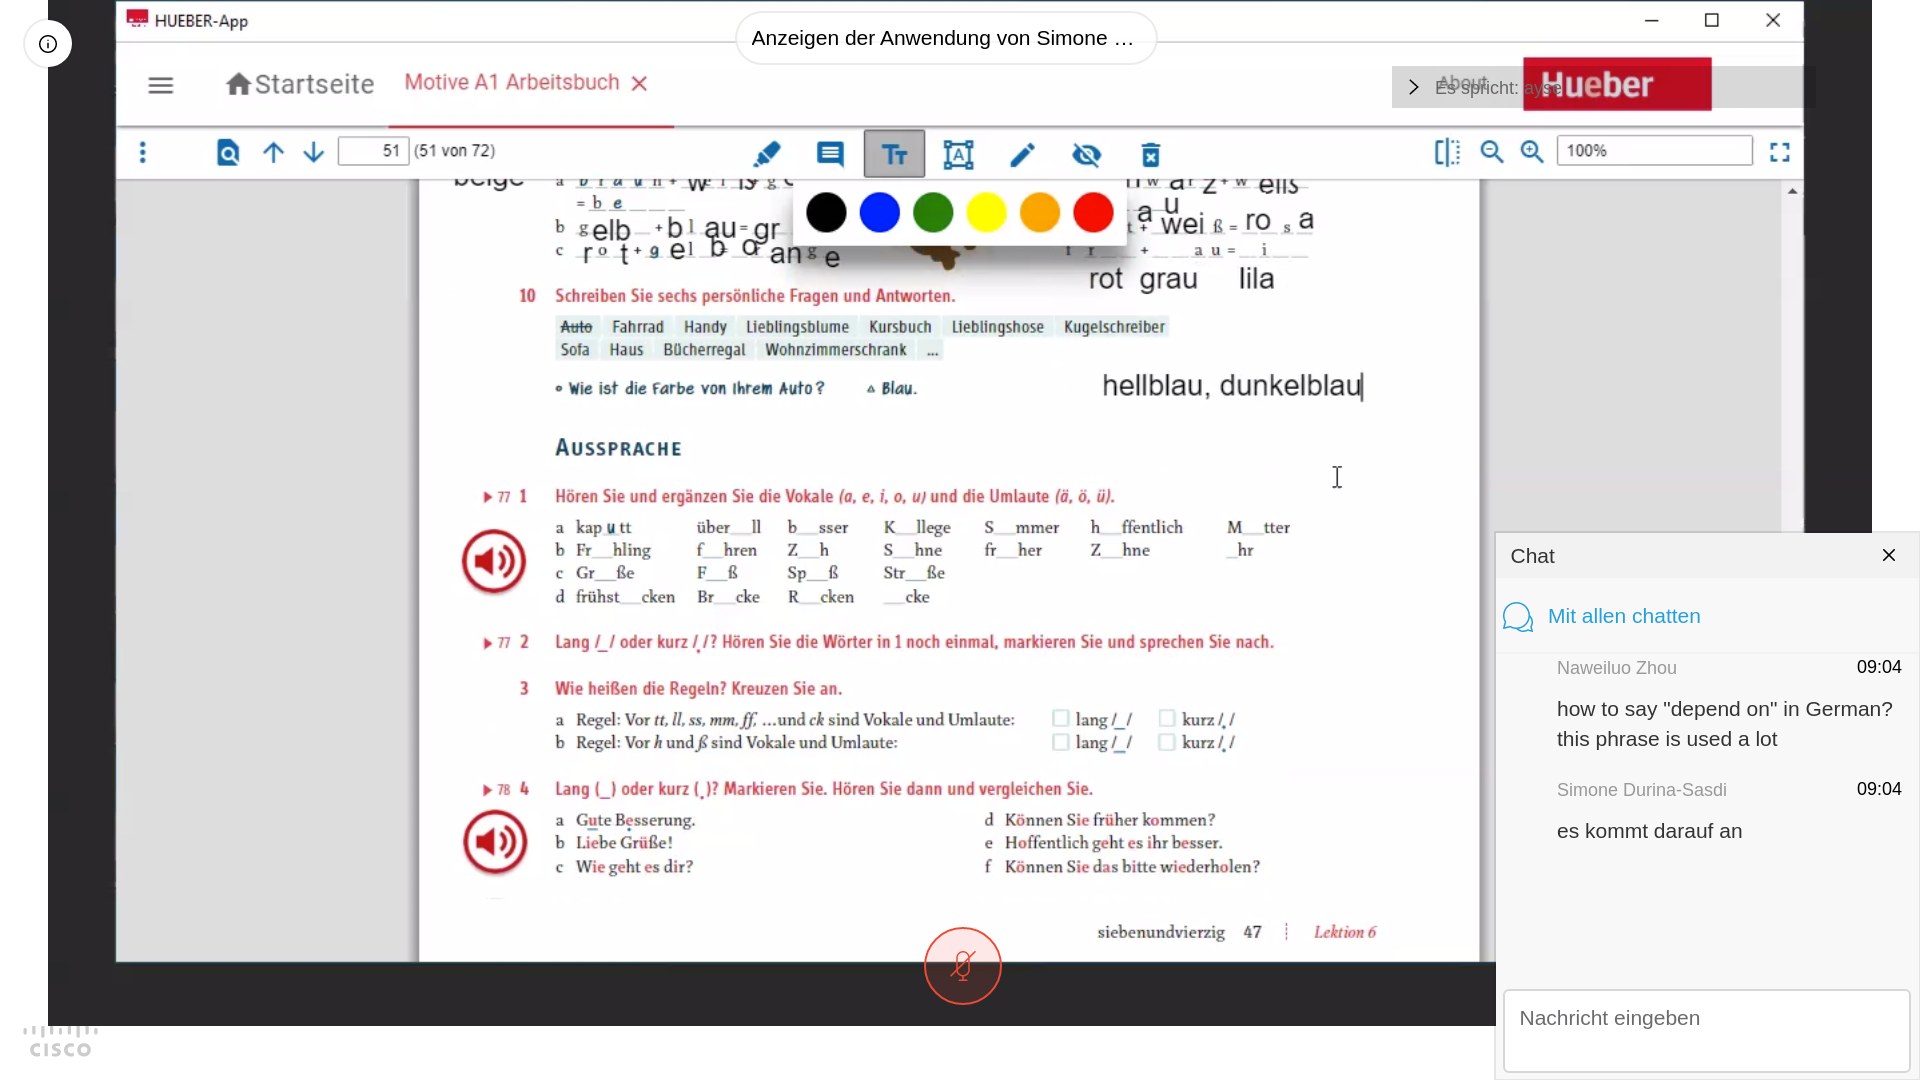 HUEBER-App
Anzeigen der Anwendung von Simone …
Startseite
Motive A1 Arbeitsbuch
About
Es spricht: ayse
Hueber
51 (51 von 72)
100%
beige
= b e
b gelb + bl au = gr
wei ß = ro s a
c r o t + g el b = o r an g e
a u = i
rot grau lila
10 Schreiben Sie sechs persönliche Fragen und Antworten.
Auto Fahrrad Handy Lieblingsblume Kursbuch Lieblingshose Kugelschreiber
Sofa Haus Bücherregal Wohnzimmerschrank ...
Wie ist die Farbe von Ihrem Auto? Blau.
hellblau, dunkelblau
AUSSPRACHE
77 1 Hören Sie und ergänzen Sie die Vokale (a, e, i, o, u) und die Umlaute (ä, ö, ü).
a kap u tt über__ll b__sser K__llege S__mmer h__ffentlich M__tter
b Fr__hling f__hren Z__h S__hne fr__her Z__hne _hr
c Gr__ße F__ß Sp__ß Str__ße
d frühst__cken Br__cke R__cken __cke
77 2 Lang /_/ oder kurz /./? Hören Sie die Wörter in 1 noch einmal, markieren Sie und sprechen Sie nach.
3 Wie heißen die Regeln? Kreuzen Sie an.
a Regel: Vor tt, ll, ss, mm, ff, ...und ck sind Vokale und Umlaute: lang /_/ kurz /./
b Regel: Vor h und ß sind Vokale und Umlaute: lang /_/ kurz /./
78 4 Lang (_) oder kurz (.)? Markieren Sie. Hören Sie dann und vergleichen Sie.
a Gute Besserung.
b Liebe Grüße!
c Wie geht es dir?
d Können Sie früher kommen?
e Hoffentlich geht es ihr besser.
f Können Sie das bitte wiederholen?
siebenundvierzig 47 Lektion 6
Chat
Mit allen chatten
Naweiluo Zhou 09:04
how to say "depend on" in German?
this phrase is used a lot
Simone Durina-Sasdi 09:04
es kommt darauf an
Nachricht eingeben
CISCO